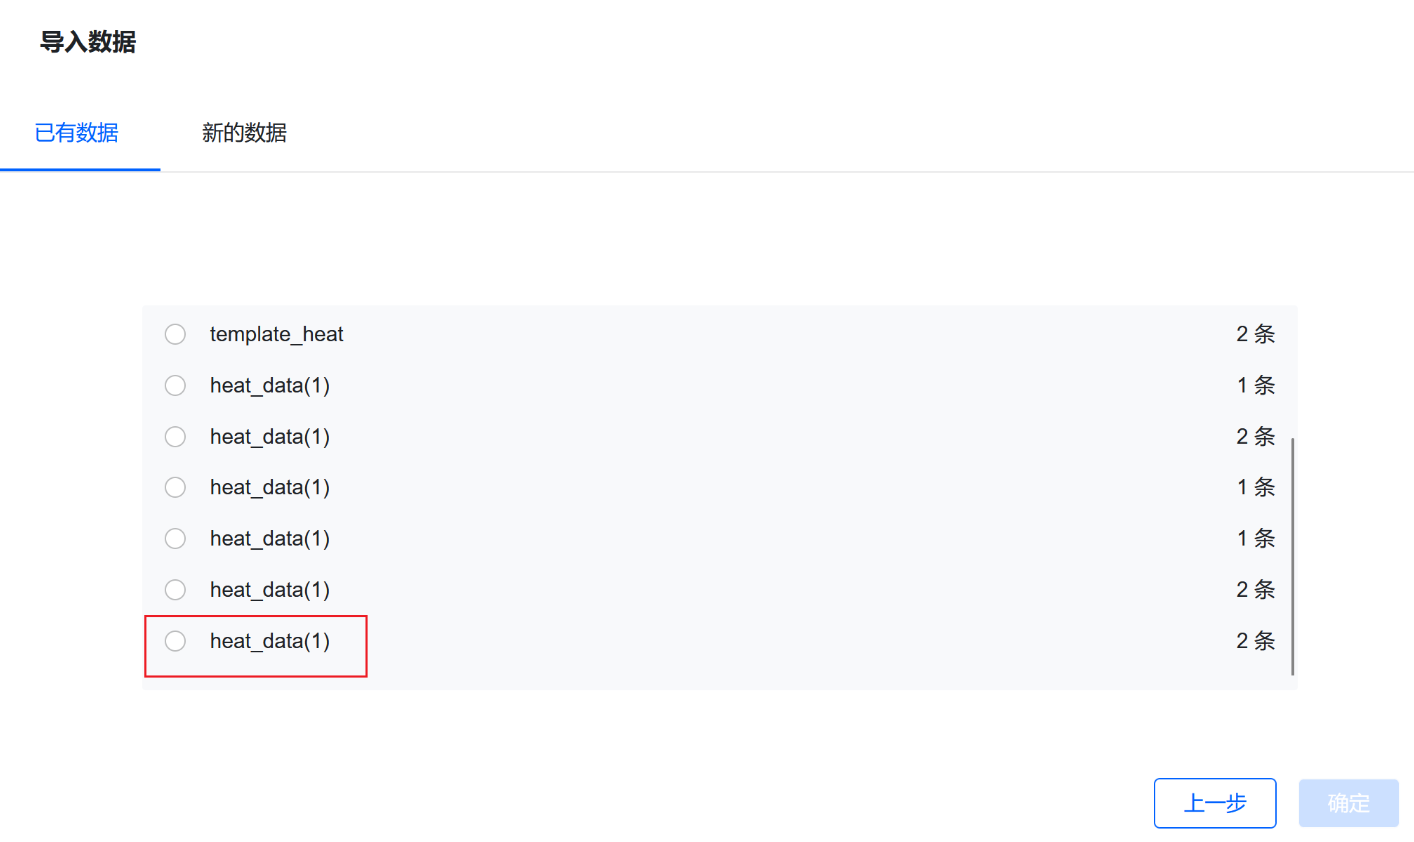 导入数据
已有数据 新的数据
template_heat 2 条
heat_data(1) 1 条
heat_data(1) 2 条
heat_data(1) 1 条
heat_data(1) 1 条
heat_data(1) 2 条
heat_data(1) 2 条
上一步 确定